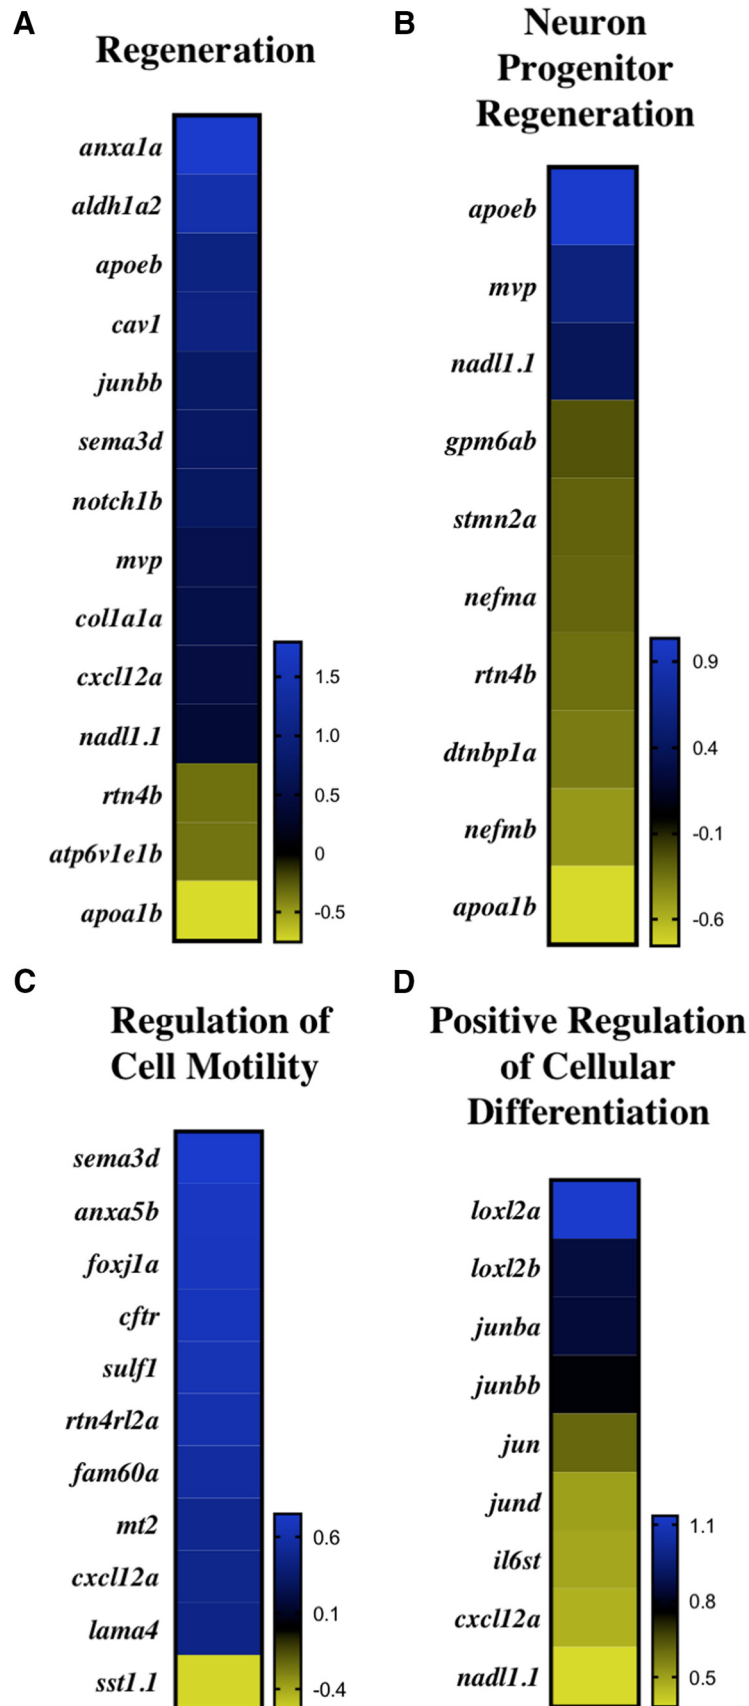 A
Regeneration
anxa1a
aldh1a2
apoeb
cav1
junbb
sema3d
notch1b
mvp
col1a1a
cxcl12a
nadl1.1
rtn4b
atp6v1e1b
apoa1b
1.5
1.0
0.5
0
-0.5
B
Neuron
Progenitor
Regeneration
apoeb
mvp
nadl1.1
gpm6ab
stmn2a
nefma
rtn4b
dtnbp1a
nefmb
apoa1b
0.9
0.4
-0.1
-0.6
C
Regulation of
Cell Motility
sema3d
anxa5b
foxj1a
cftr
sulf1
rtn4rl2a
fam60a
mt2
cxcl12a
lama4
sst1.1
0.6
0.1
-0.4
D
Positive Regulation
of Cellular
Differentiation
loxl2a
loxl2b
junba
junbb
jun
jund
il6st
cxcl12a
nadl1.1
1.1
0.8
0.5